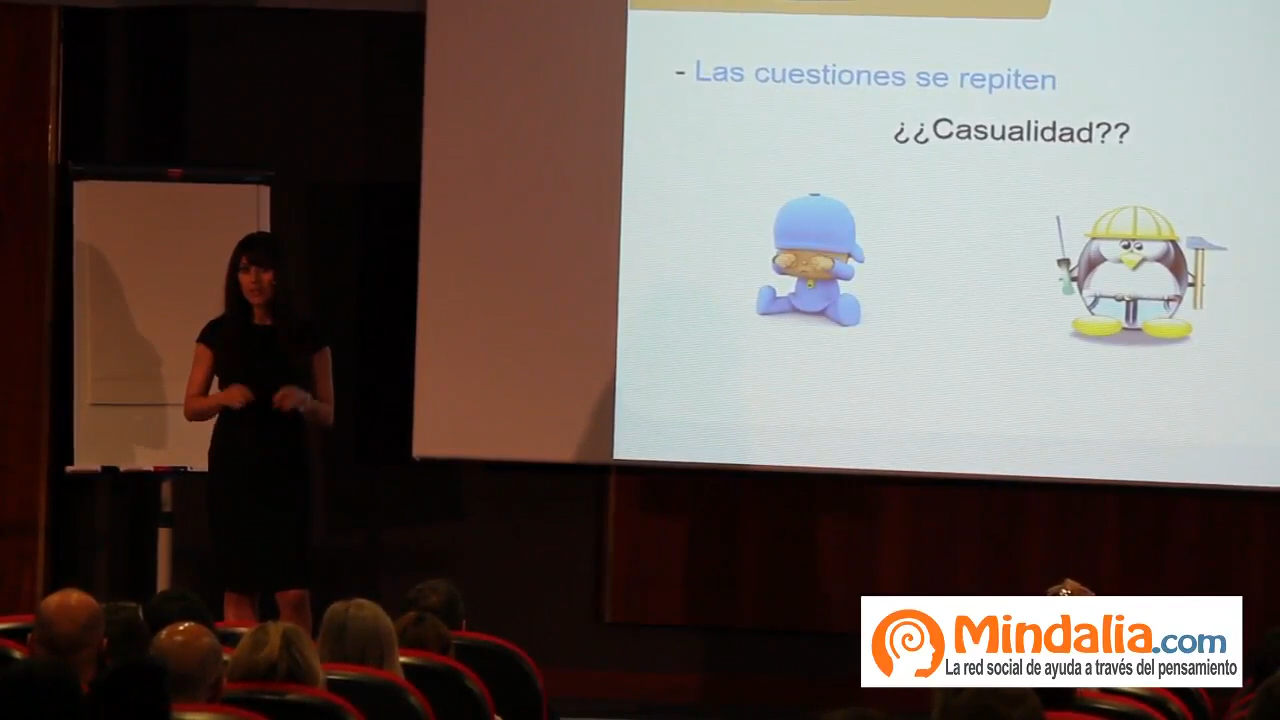 - Las cuestiones se repiten
¿¿Casualidad??
Mindalia.com
La red social de ayuda a través del pensamiento